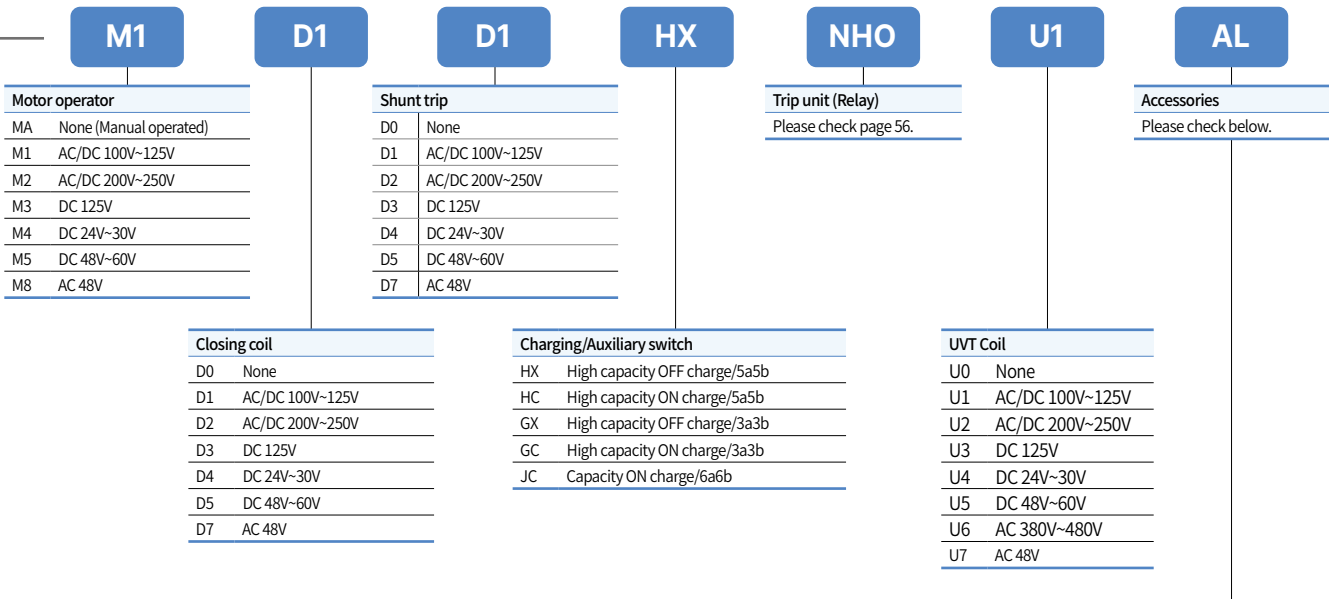 M1 D1 D1 HX NHO U1 AL
Motor operator
MA None (Manual operated)
M1 AC/DC 100V~125V
M2 AC/DC 200V~250V
M3 DC 125V
M4 DC 24V~30V
M5 DC 48V~60V
M8 AC 48V
Shunt trip
D0 None
D1 AC/DC 100V~125V
D2 AC/DC 200V~250V
D3 DC 125V
D4 DC 24V~30V
D5 DC 48V~60V
D7 AC 48V
Trip unit (Relay)
Please check page 56.
Accessories
Please check below.
Closing coil
D0 None
D1 AC/DC 100V~125V
D2 AC/DC 200V~250V
D3 DC 125V
D4 DC 24V~30V
D5 DC 48V~60V
D7 AC 48V
Charging/Auxiliary switch
HX High capacity OFF charge/5a5b
HC High capacity ON charge/5a5b
GX High capacity OFF charge/3a3b
GC High capacity ON charge/3a3b
JC Capacity ON charge/6a6b
UVT Coil
U0 None
U1 AC/DC 100V~125V
U2 AC/DC 200V~250V
U3 DC 125V
U4 DC 24V~30V
U5 DC 48V~60V
U6 AC 380V~480V
U7 AC 48V